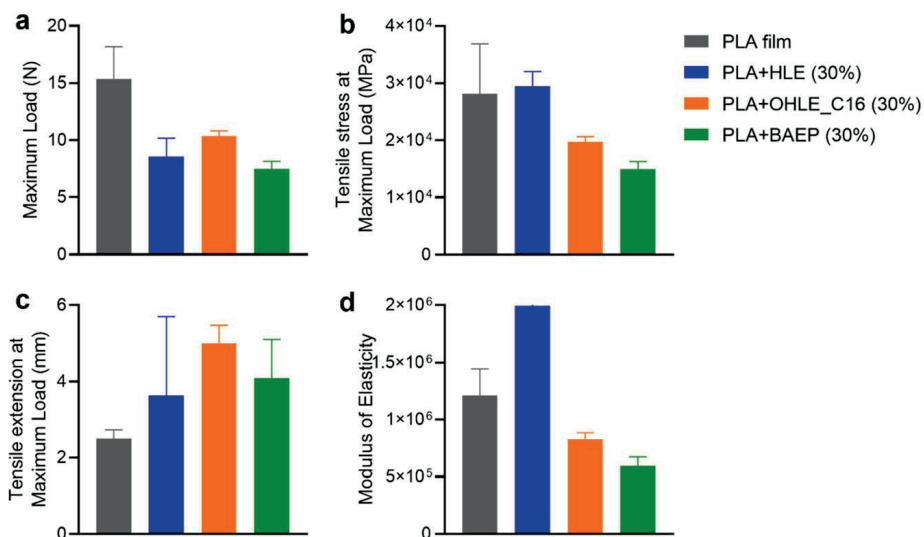 a
Maximum Load (N)
20
15
10
5
0
b
Tensile stress at
Maximum Load (MPa)
4×10⁴
3×10⁴
2×10⁴
1×10⁴
0
PLA film
PLA+HLE (30%)
PLA+OHLE_C16 (30%)
PLA+BAEP (30%)
c
Tensile extension at
Maximum Load (mm)
6
4
2
0
d
Modulus of Elasticity
2×10⁶
1.5×10⁶
1×10⁶
5×10⁵
0